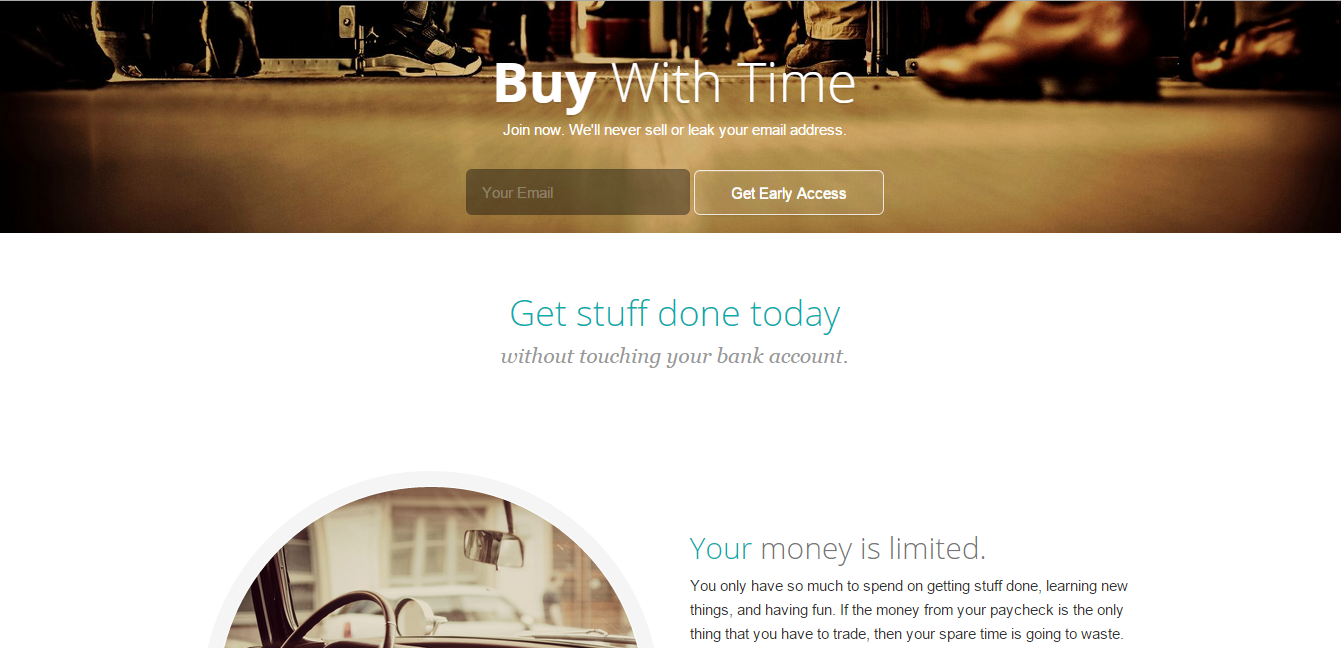 Buy With Time
Join now. We'll never sell or leak your email address.
Your Email
Get Early Access
Get stuff done today
without touching your bank account.
Your money is limited.
You only have so much to spend on getting stuff done, learning new
things, and having fun. If the money from your paycheck is the only
thing that you have to trade, then your spare time is going to waste.